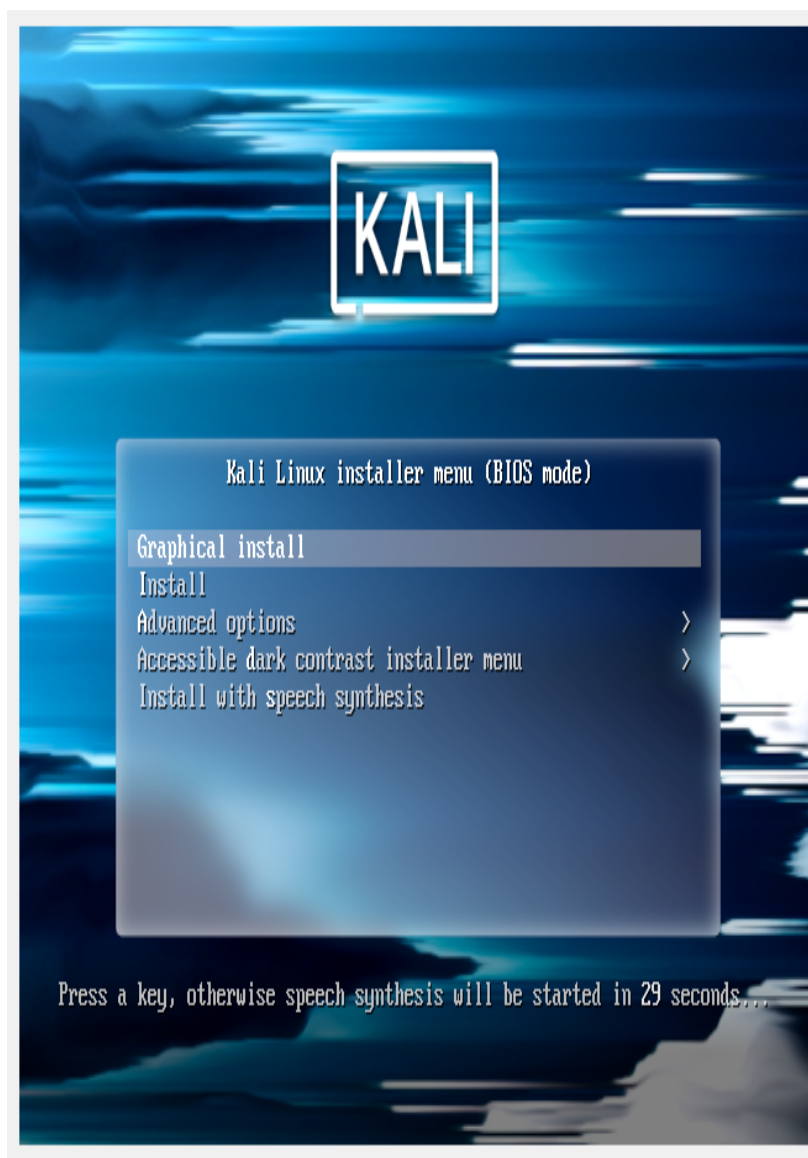 KALI
Kali Linux installer menu (BIOS mode)
Graphical install
Install
Advanced options >
Accessible dark contrast installer menu >
Install with speech synthesis
Press a key, otherwise speech synthesis will be started in 29 seconds...